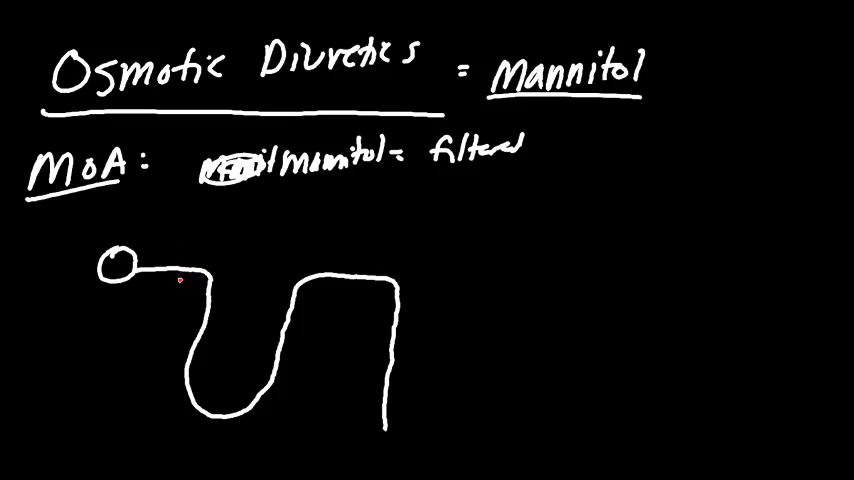 Osmotic Diuretics = Mannitol
MOA: Mannitol = filtered